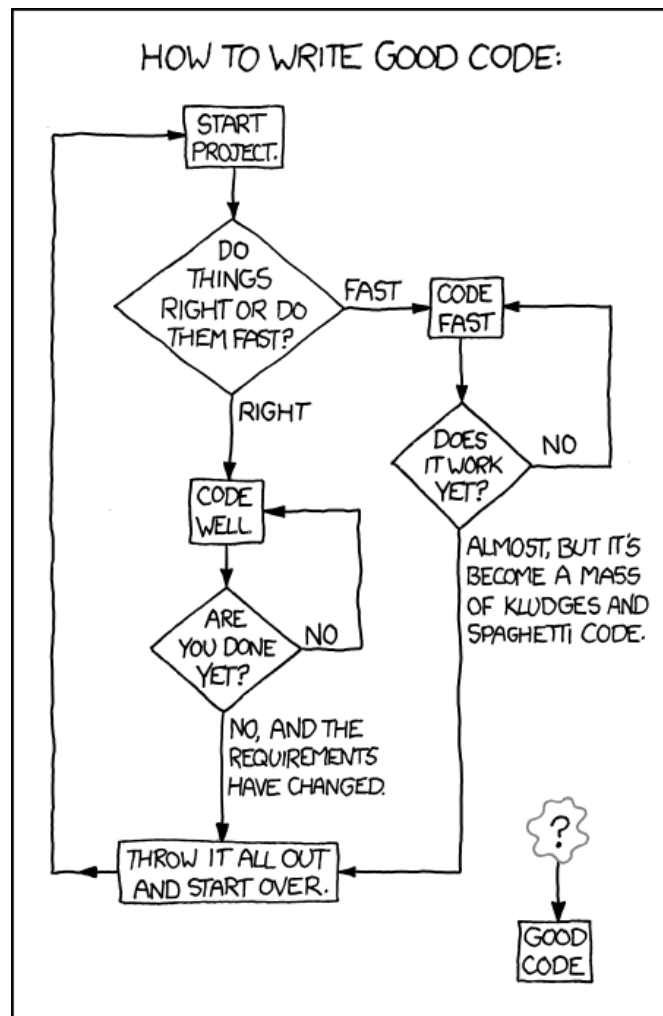 HOW TO WRITE GOOD CODE:
START
PROJECT.
DO
THINGS
RIGHT OR DO
THEM FAST?
FAST
CODE
FAST
RIGHT
DOES
IT WORK
YET?
NO
CODE
WELL
ALMOST, BUT IT'S
BECOME A MASS
OF KLUDGES AND
SPAGHETTI CODE.
ARE
YOU DONE
YET?
NO
NO, AND THE
REQUIREMENTS
HAVE CHANGED.
THROW IT ALL OUT
AND START OVER.
?
GOOD
CODE